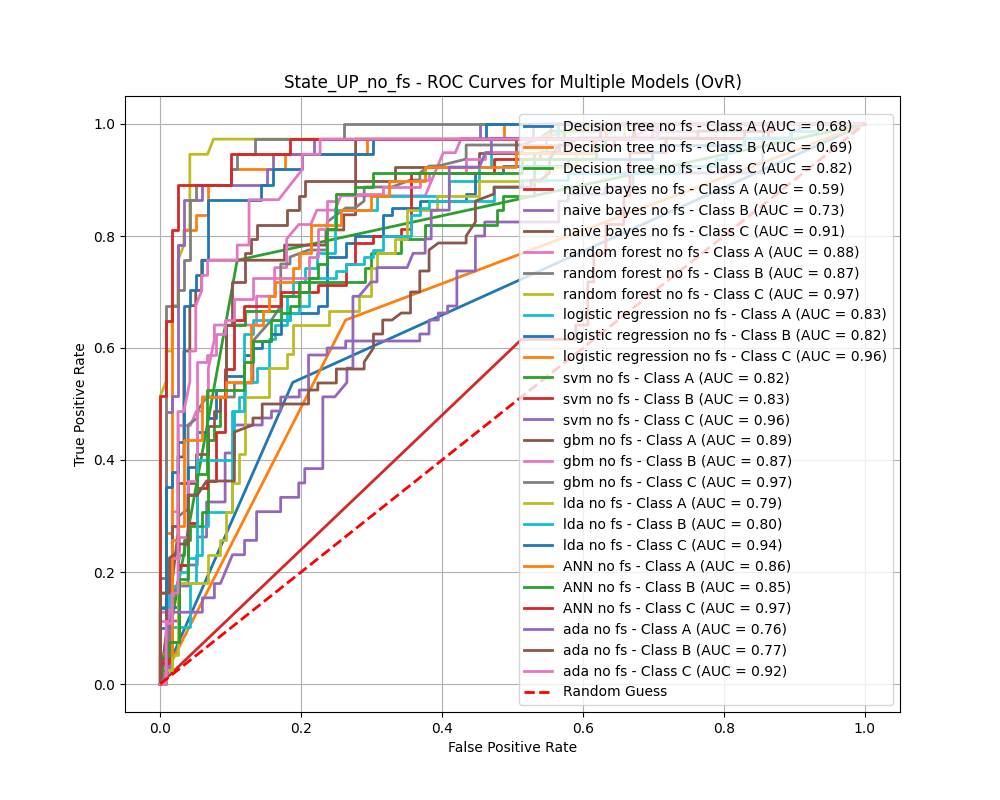 State_UP_no_fs - ROC Curves for Multiple Models (OvR)
True Positive Rate
1.0
0.8
0.6
0.4
0.2
0.0
Decision tree no fs - Class A (AUC = 0.68)
Decision tree no fs - Class B (AUC = 0.69)
Decision tree no fs - Class C (AUC = 0.82)
naive bayes no fs - Class A (AUC = 0.59)
naive bayes no fs - Class B (AUC = 0.73)
naive bayes no fs - Class C (AUC = 0.91)
random forest no fs - Class A (AUC = 0.88)
random forest no fs - Class B (AUC = 0.87)
random forest no fs - Class C (AUC = 0.97)
logistic regression no fs - Class A (AUC = 0.83)
logistic regression no fs - Class B (AUC = 0.82)
logistic regression no fs - Class C (AUC = 0.96)
svm no fs - Class A (AUC = 0.82)
svm no fs - Class B (AUC = 0.83)
svm no fs - Class C (AUC = 0.96)
gbm no fs - Class A (AUC = 0.89)
gbm no fs - Class B (AUC = 0.87)
gbm no fs - Class C (AUC = 0.97)
lda no fs - Class A (AUC = 0.79)
lda no fs - Class B (AUC = 0.80)
lda no fs - Class C (AUC = 0.94)
ANN no fs - Class A (AUC = 0.86)
ANN no fs - Class B (AUC = 0.85)
ANN no fs - Class C (AUC = 0.97)
ada no fs - Class A (AUC = 0.76)
ada no fs - Class B (AUC = 0.77)
ada no fs - Class C (AUC = 0.92)
Random Guess
0.0 0.2 0.4 0.6 0.8 1.0
False Positive Rate